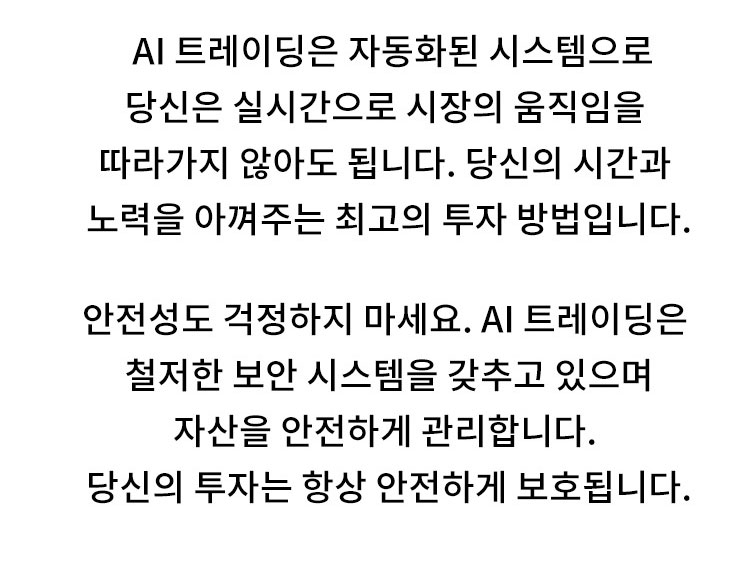 AI 트레이딩은 자동화된 시스템으로
당신은 실시간으로 시장의 움직임을
따라가지 않아도 됩니다. 당신의 시간과
노력을 아껴주는 최고의 투자 방법입니다.
안전성도 걱정하지 마세요. AI 트레이딩은
철저한 보안 시스템을 갖추고 있으며
자산을 안전하게 관리합니다.
당신의 투자는 항상 안전하게 보호됩니다.